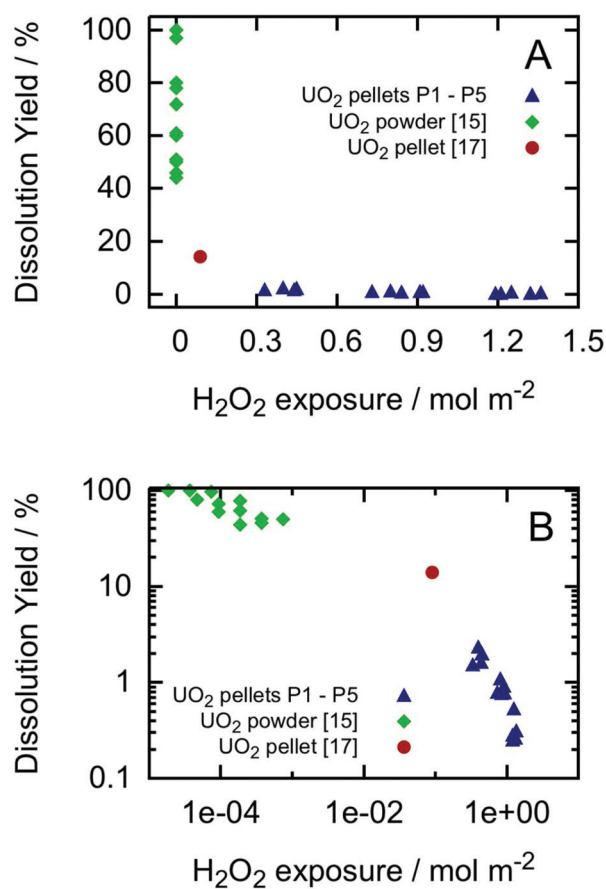 A
Dissolution Yield / %
100
80
60
40
20
0
UO₂ pellets P1 - P5
UO₂ powder [15]
UO₂ pellet [17]
0 0.3 0.6 0.9 1.2 1.5
H₂O₂ exposure / mol m⁻²
B
Dissolution Yield / %
100
10
1
0.1
UO₂ pellets P1 - P5
UO₂ powder [15]
UO₂ pellet [17]
1e-04 1e-02 1e+00
H₂O₂ exposure / mol m⁻²